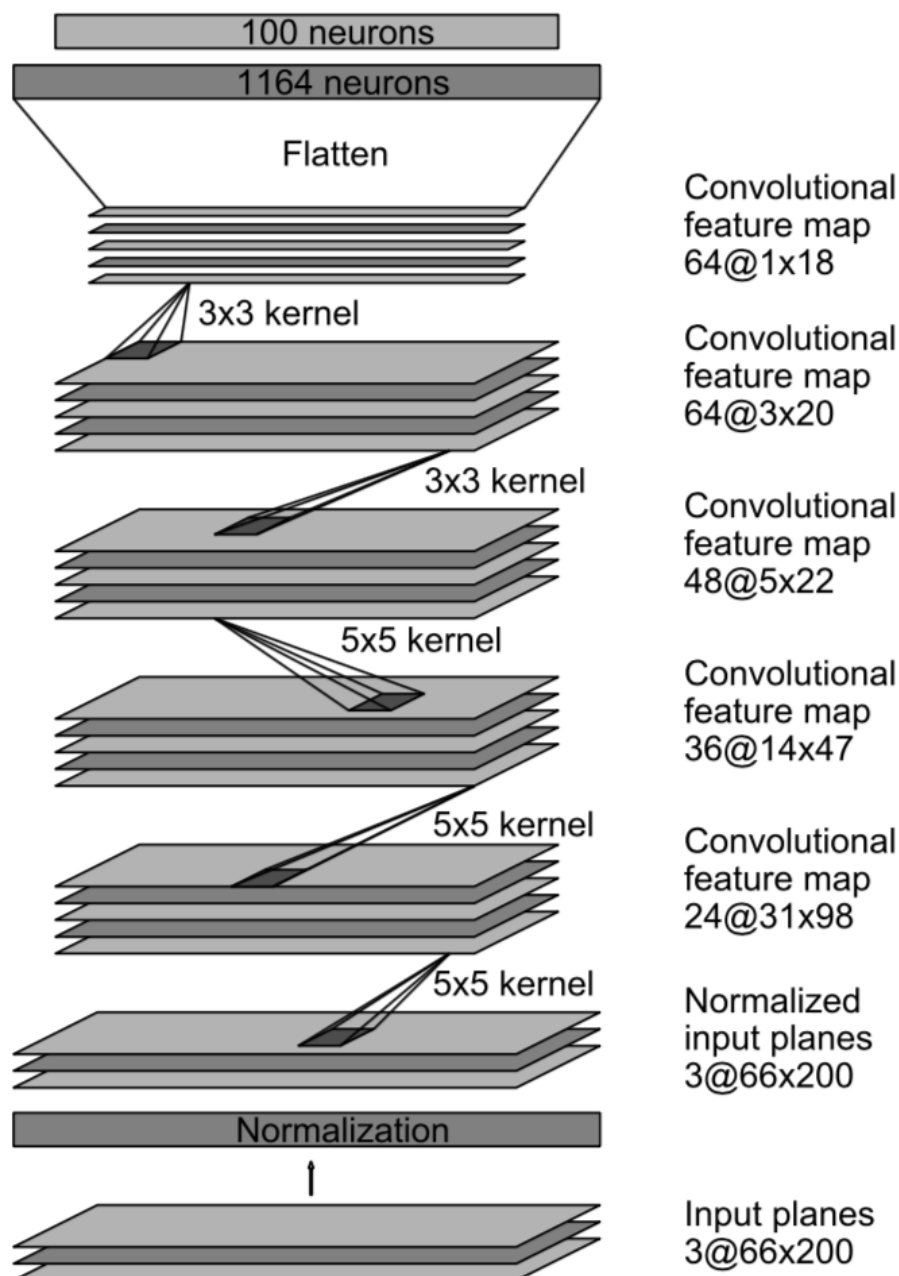 100 neurons
1164 neurons
Flatten
Convolutional
feature map
64@1x18
3x3 kernel
Convolutional
feature map
64@3x20
3x3 kernel
Convolutional
feature map
48@5x22
5x5 kernel
Convolutional
feature map
36@14x47
5x5 kernel
Convolutional
feature map
24@31x98
5x5 kernel
Normalized
input planes
3@66x200
Normalization
Input planes
3@66x200